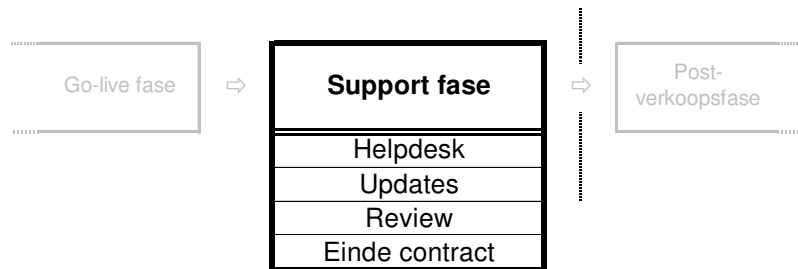 Go-live fase
⇨
Support fase
⇨
Post-
verkoopsfase
Helpdesk
Updates
Review
Einde contract